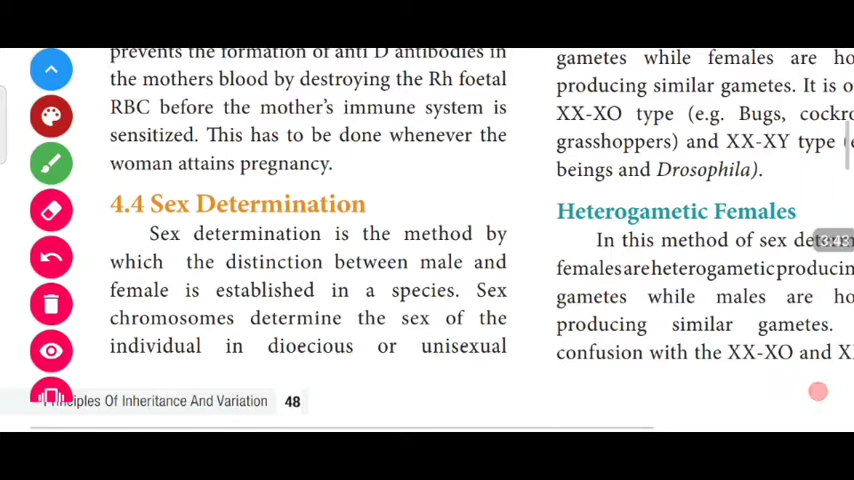 prevents the formation of anti D antibodies in
the mothers blood by destroying the Rh foetal
RBC before the mother's immune system is
sensitized. This has to be done whenever the
woman attains pregnancy.
4.4 Sex Determination
Sex determination is the method by
which the distinction between male and
female is established in a species. Sex
chromosomes determine the sex of the
individual in dioecious or unisexual
Principles Of Inheritance And Variation 48
gametes while females are
producing similar gametes. It is
XX-XO type (e.g. Bugs,
grasshoppers) and XX-XY type
beings and Drosophila).
Heterogametic Females
In this method of sex
females are heterogametic
gametes while males are
producing similar gametes.
confusion with the XX-XO and
3:43